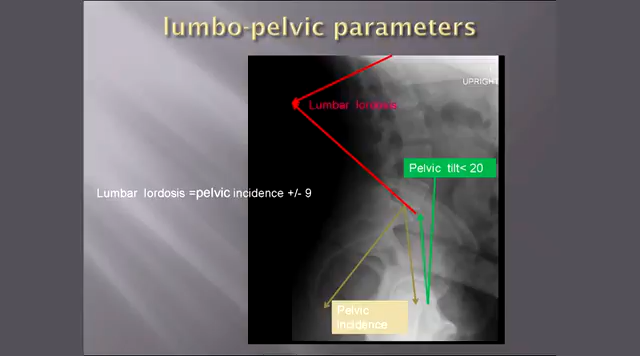 lumbo-pelvic parameters
UPRIGHT
Lumbar lordosis
Pelvic tilt< 20
Lumbar lordosis =pelvic incidence +/- 9
Pelvic
incidence